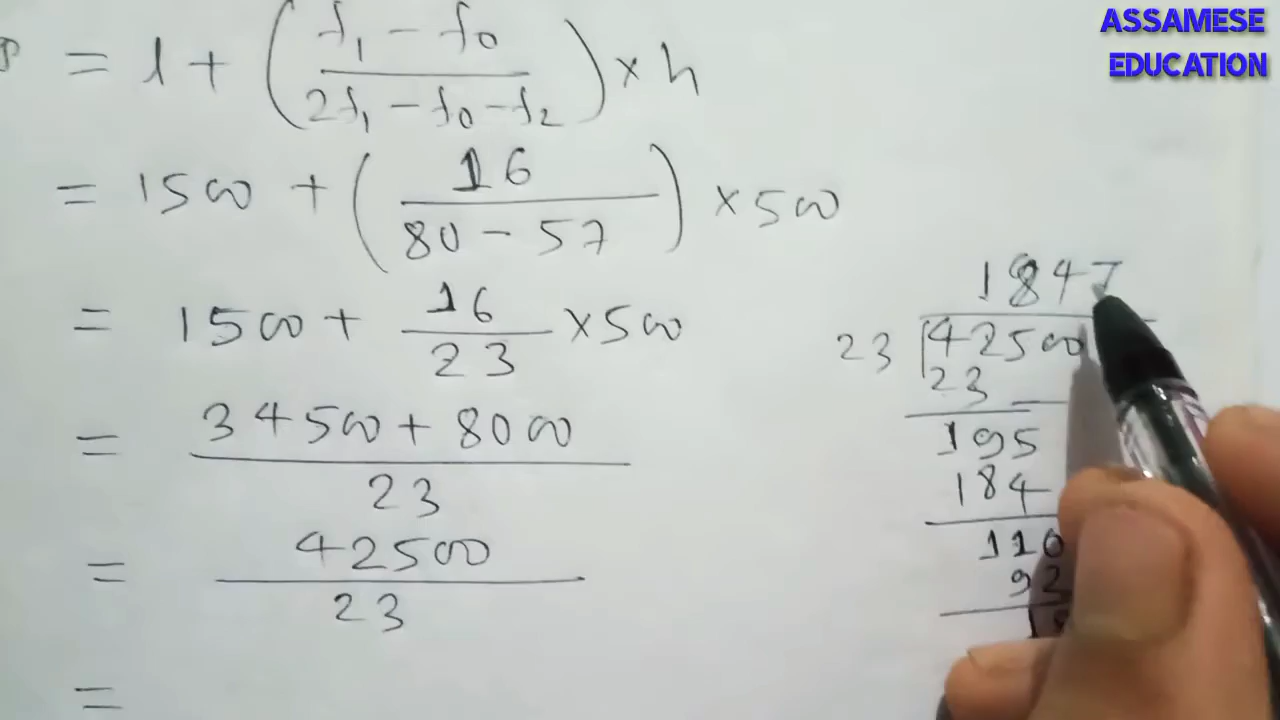 ASSAMESE
EDUCATION
= l + ( f₁ - f₀ / 2f₁ - f₀ - f₂ ) × h
= 1500 + ( 16 / 80 - 57 ) × 500
= 1500 + 16 / 23 × 500
= 34500 + 8000 / 23
= 42500 / 23
=
1847
23 42500
23
195
184
110
92